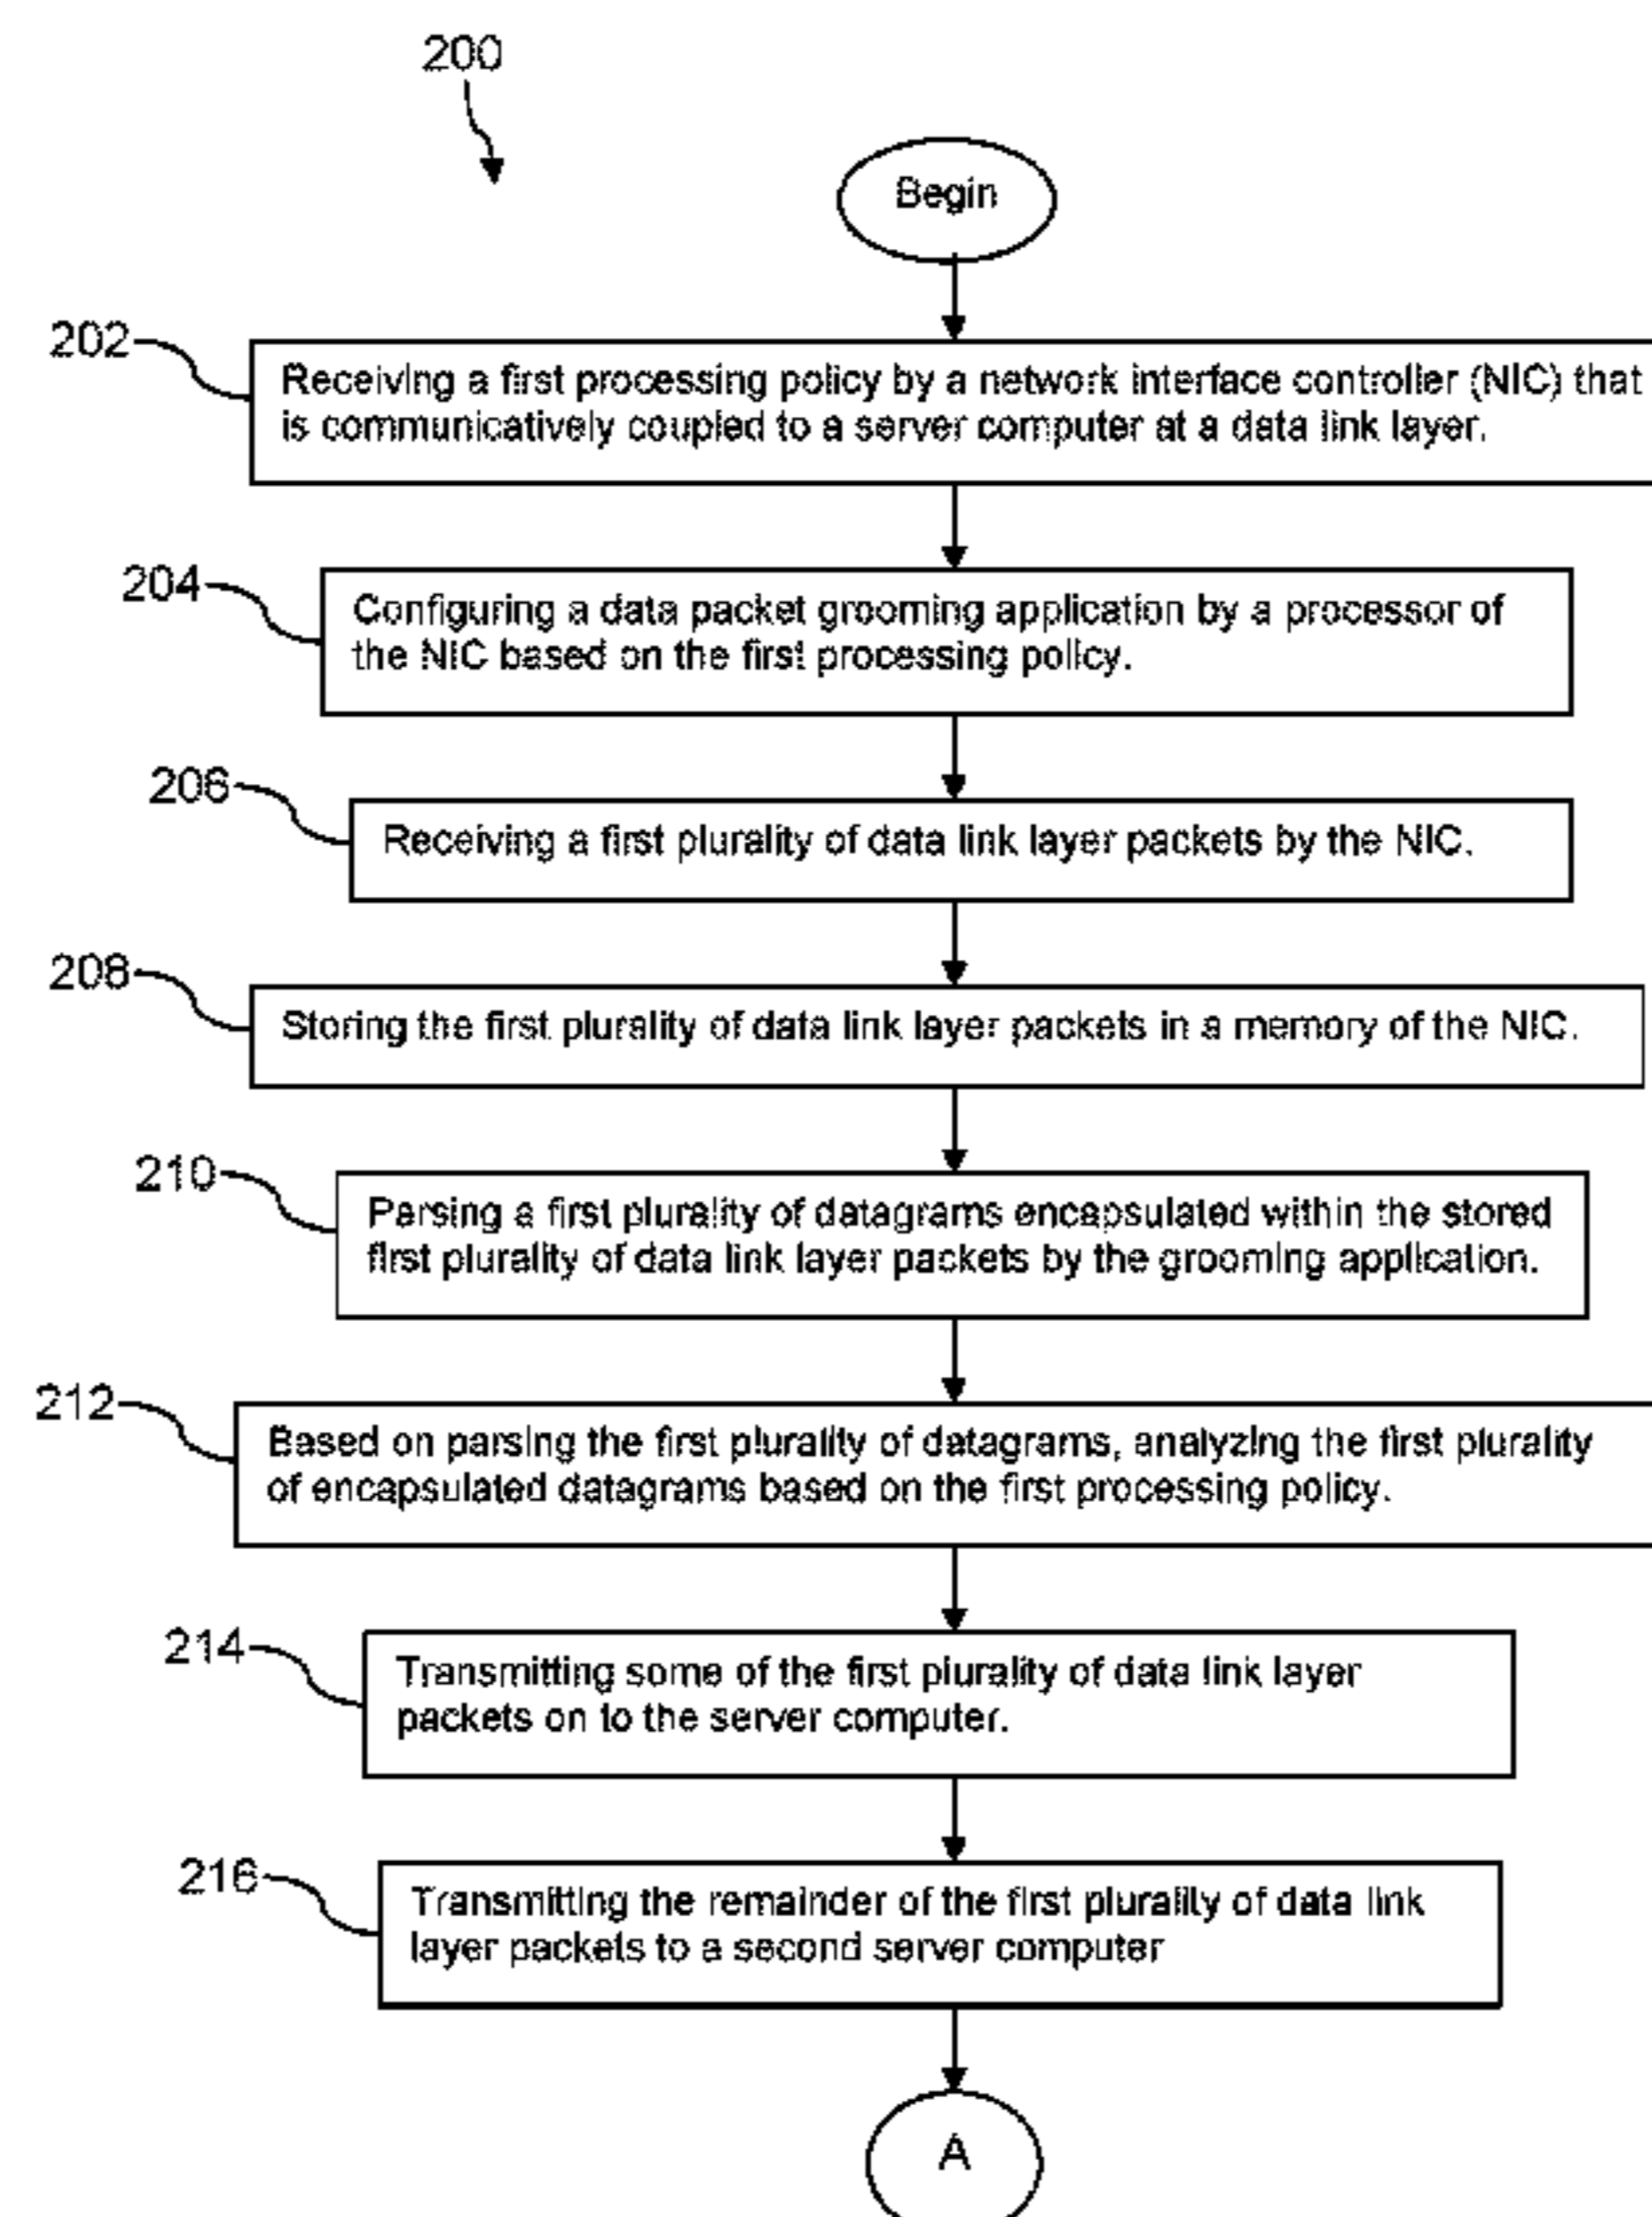 200
Begin
202
Receiving a first processing policy by a network interface controller (NIC) that
is communicatively coupled to a server computer at a data link layer.
204
Configuring a data packet grooming application by a processor of
the NIC based on the first processing policy.
206
Receiving a first plurality of data link layer packets by the NIC.
208
Storing the first plurality of data link layer packets in a memory of the NIC.
210
Parsing a first plurality of datagrams encapsulated within the stored
first plurality of data link layer packets by the grooming application.
212
Based on parsing the first plurality of datagrams, analyzing the first plurality
of encapsulated datagrams based on the first processing policy.
214
Transmitting some of the first plurality of data link layer
packets on to the server computer.
216
Transmitting the remainder of the first plurality of data link
layer packets to a second server computer
A